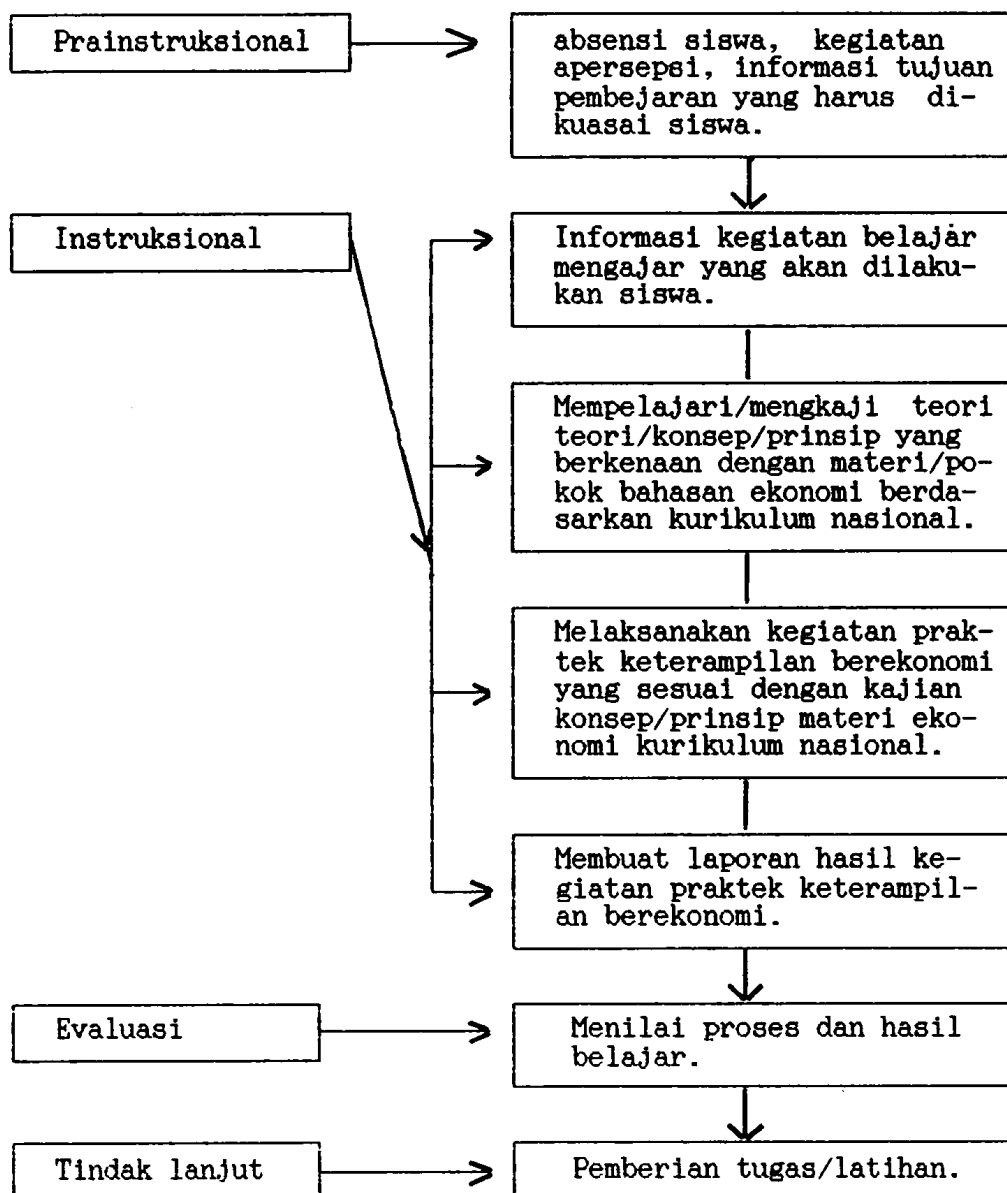 Prainstruksional
absensi siswa, kegiatan
apersepsi, informasi tujuan
pembejaran yang harus di-
kuasai siswa.
Instruksional
Informasi kegiatan belajar
mengajar yang akan dilaku-
kan siswa.
Mempelajari/mengkaji teori
teori/konsep/prinsip yang
berkenaan dengan materi/po-
kok bahasan ekonomi berda-
sarkan kurikulum nasional.
Melaksanakan kegiatan prak-
tek keterampilan berekonomi
yang sesuai dengan kajian
konsep/prinsip materi eko-
nomi kurikulum nasional.
Membuat laporan hasil ke-
giatan praktek keterampil-
an berekonomi.
Evaluasi
Menilai proses dan hasil
belajar.
Tindak lanjut
Pemberian tugas/latihan.